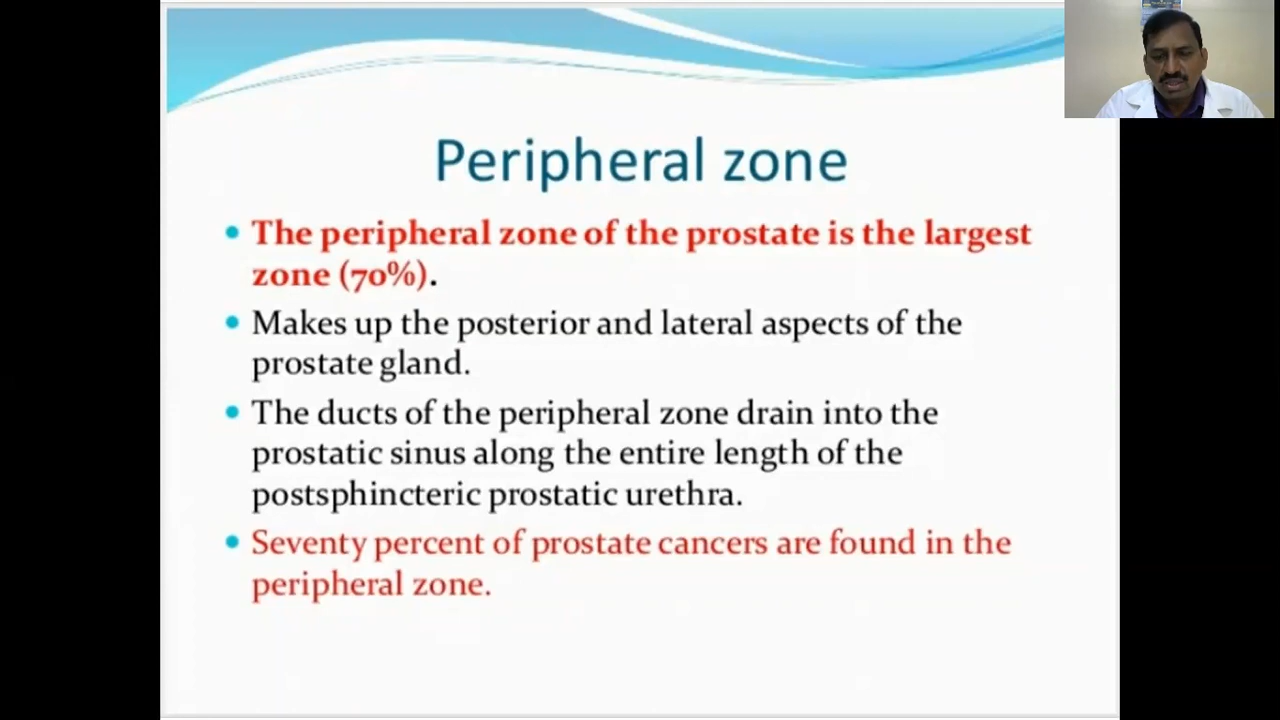 Peripheral zone
• The peripheral zone of the prostate is the largest
zone (70%).
• Makes up the posterior and lateral aspects of the
prostate gland.
• The ducts of the peripheral zone drain into the
prostatic sinus along the entire length of the
postsphincteric prostatic urethra.
• Seventy percent of prostate cancers are found in the
peripheral zone.